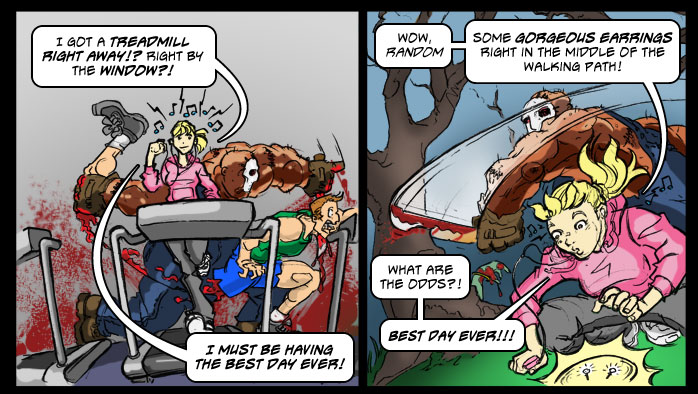 I GOT A TREADMILL
RIGHT AWAY!? RIGHT BY
THE WINDOW?!
I MUST BE HAVING
THE BEST DAY EVER!
WOW,
RANDOM
SOME GORGEOUS EARRINGS
RIGHT IN THE MIDDLE OF THE
WALKING PATH!
WHAT ARE
THE ODDS?!
BEST DAY EVER!!!